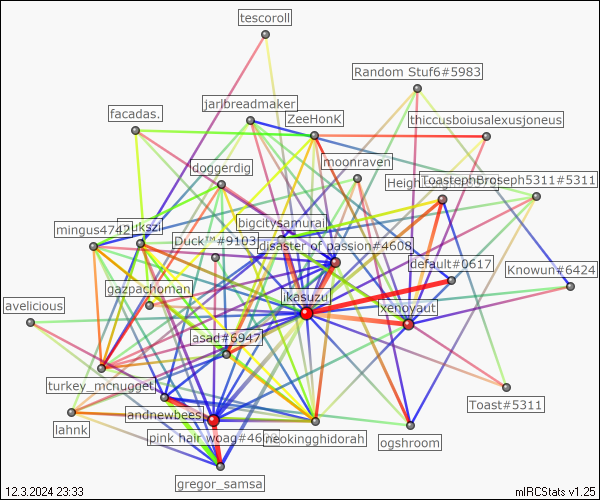 tescoroll
Random Stuf6#5983
jarlbreadmaker
facadas.
ZeeHonK
thiccusboiusalexusjoneus
moonraven
doggerdig
ToastephBroseph5311#5311
bigcitysamurai
mingus4742
Duck™#9103
disaster of passion#4608
default#0617
Knowun#6424
gazpachoman
ikasuzu
avelicious
xenoyaut
asad#6947
turkey_mcnugget
Toast#5311
andnewbees
lahnk
pink hair woag#46
neokingghidorah
ogshroom
gregor_samsa
12.3.2024 23:33
mIRCStats v1.25